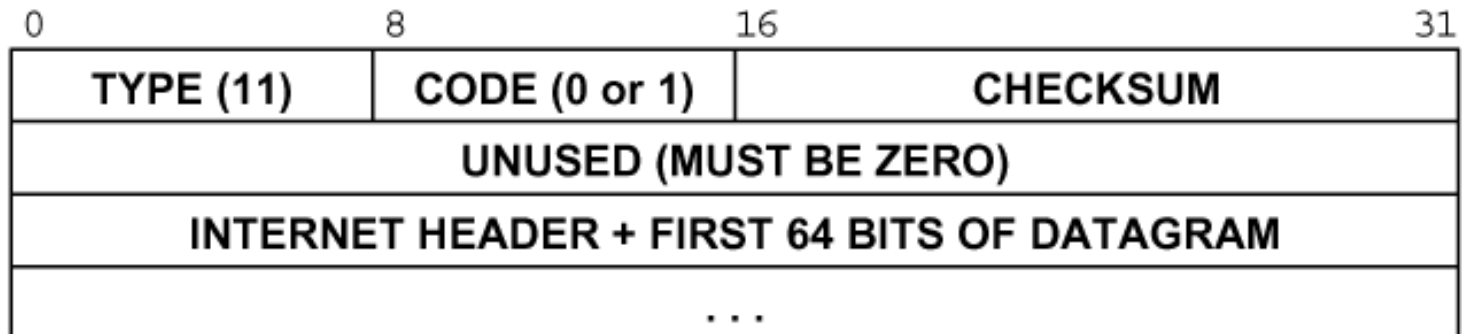 0 8 16 31
TYPE (11) CODE (0 or 1) CHECKSUM
UNUSED (MUST BE ZERO)
INTERNET HEADER + FIRST 64 BITS OF DATAGRAM
...